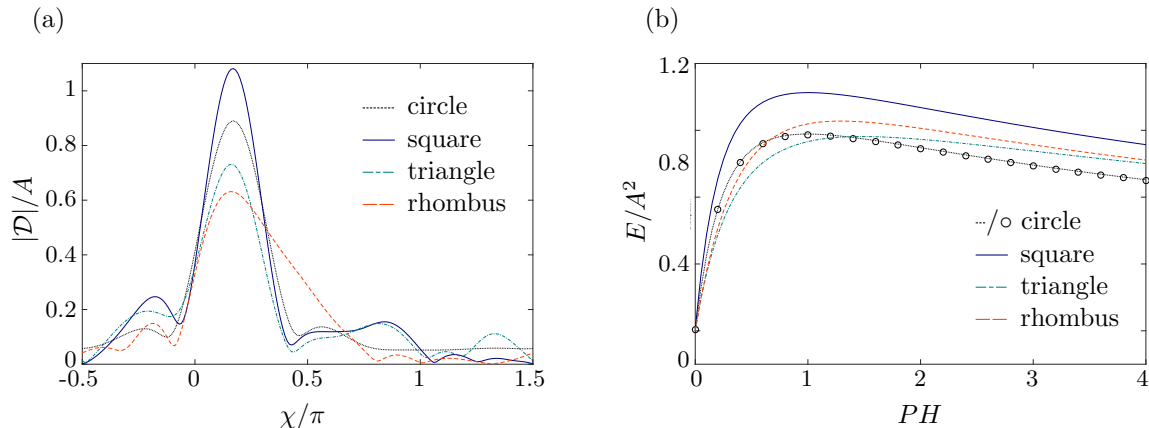 (a)
1
0.8
0.6
0.4
0.2
0
-0.5
0
0.5
1
1.5
|𝒟|/A
χ/π
circle
square
triangle
rhombus
(b)
1.2
0.8
0.4
0
0
1
2
3
4
E/A²
PH
/ circle
square
triangle
rhombus